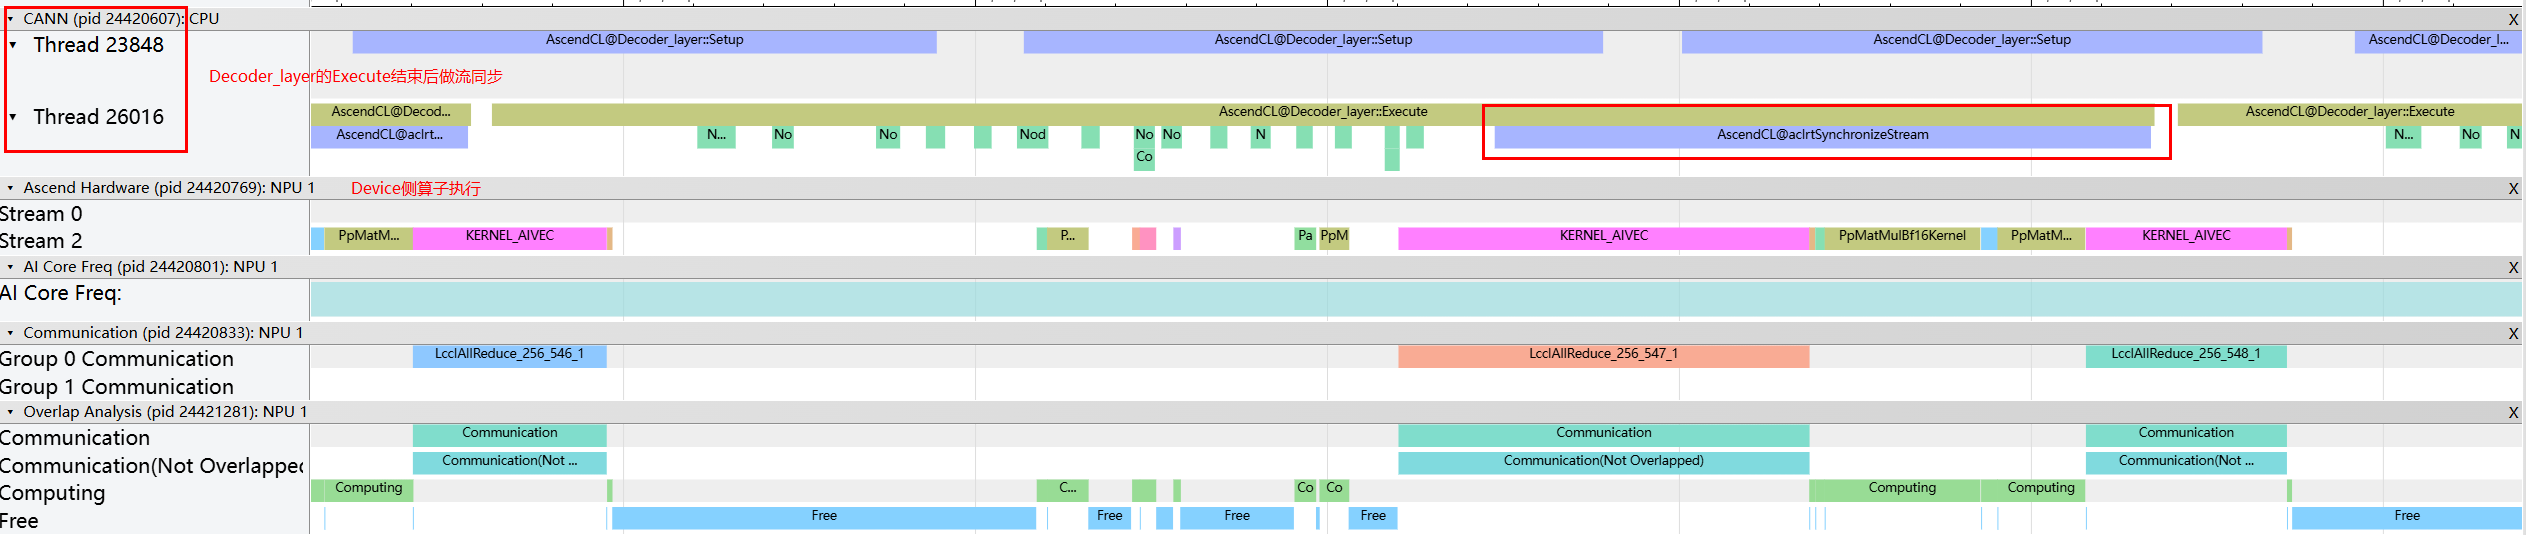 CANN (pid 24420607): CPU X
Thread 23848 AscendCL@Decoder_layer::Setup AscendCL@Decoder_layer::Setup AscendCL@Decoder_layer::Setup AscendCL@Decoder_l...
Decoder_layer的Execute结束后做流同步
Thread 26016 AscendCL@Decod... AscendCL@Decoder_layer::Execute AscendCL@Decoder_layer::Execute
AscendCL@aclrt... N... No No Nod No No N AscendCL@aclrtSynchronizeStream N... No N
Co
Ascend Hardware (pid 24420769): NPU 1 Device侧算子执行 X
Stream 0
Stream 2 PpMatM... KERNEL_AIVEC P... Pa PpM KERNEL_AIVEC PpMatMulBf16Kernel PpMatM... KERNEL_AIVEC
AI Core Freq (pid 24420801): NPU 1 X
AI Core Freq:
Communication (pid 24420833): NPU 1 X
Group 0 Communication LcclAllReduce_256_546_1 LcclAllReduce_256_547_1 LcclAllReduce_256_548_1
Group 1 Communication
Overlap Analysis (pid 24421281): NPU 1 X
Communication Communication Communication Communication
Communication(Not Overlapped Communication(Not ... Communication(Not Overlapped) Communication(Not ...
Computing Computing C... Co Co Computing Computing
Free Free Free Free Free Free